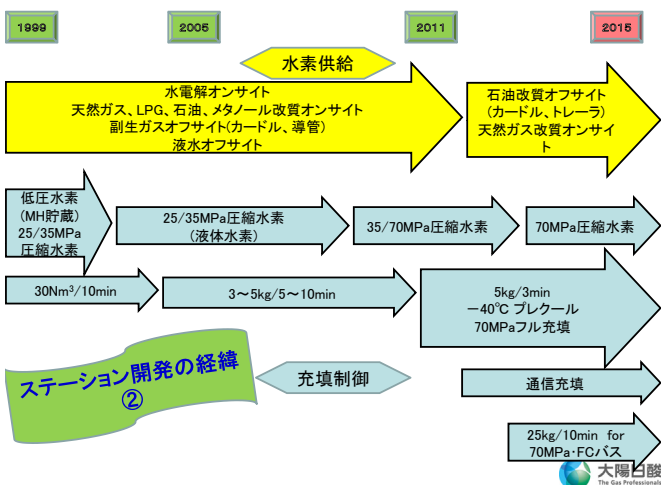 1999
2005
2011
2015
水素供給
水電解オンサイト
天然ガス、LPG、石油、メタノール改質オンサイト
副生ガスオフサイト(カードル、導管)
液水オフサイト
石油改質オフサイト
(カードル、トレーラ)
天然ガス改質オンサイ
ト
低圧水素
(MH貯蔵)
25/35MPa
圧縮水素
25/35MPa圧縮水素
(液体水素)
35/70MPa圧縮水素
70MPa圧縮水素
30Nm³/10min
3～5kg/5～10min
5kg/3min
－40℃ プレクール
70MPaフル充填
ステーション開発の経緯
②
充填制御
通信充填
25kg/10min for
70MPa・FCバス
大陽日酸
The Gas Professionals